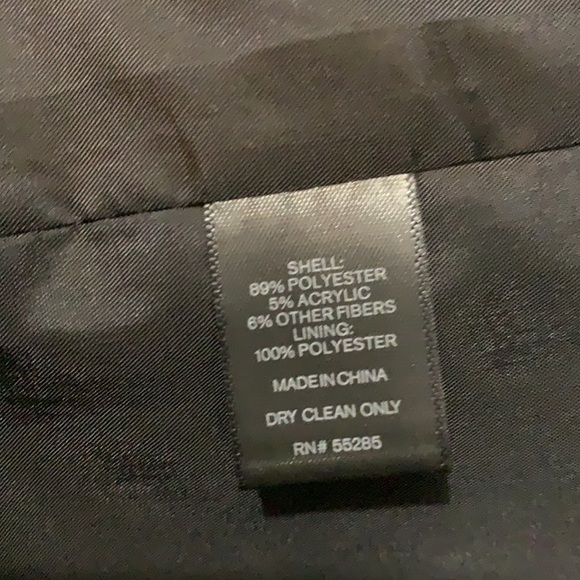 SHELL:
89% POLYESTER
5% ACRYLIC
6% OTHER FIBERS
LINING:
100% POLYESTER
MADE IN CHINA
DRY CLEAN ONLY
RN# 55285